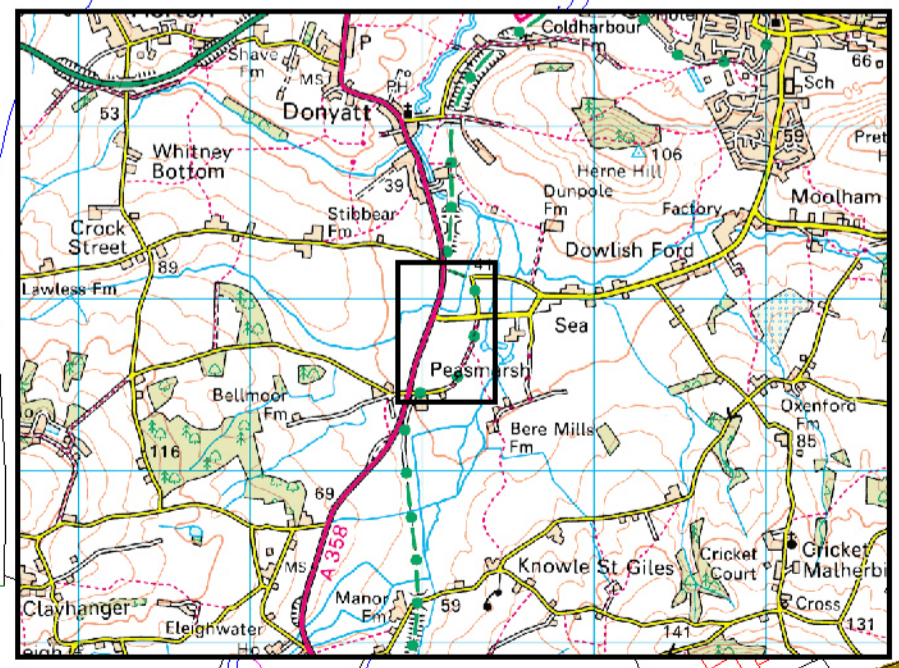 Shave
Fm
P
MS
PH
Coldharbour
Fm
66
Sch
53
Donyatt
59
50
Whitney
Bottom
106
Herne Hill
39
Dunpole
Fm
Stibbear
Fm
Factory
Moolham
Crock
Street
Dowlish Ford
89
Lawless Fm
Sea
Peasmarsh
Bellmoor
Fm
Oxenford
Fm
85
Bere Mills
Fm
116
69
A 358
MS
Knowle St Giles
Cricket
Court
Cricket
Malherbi
Clayhanger
Manor
Fm
59
Cross
Eleighwater
141
131